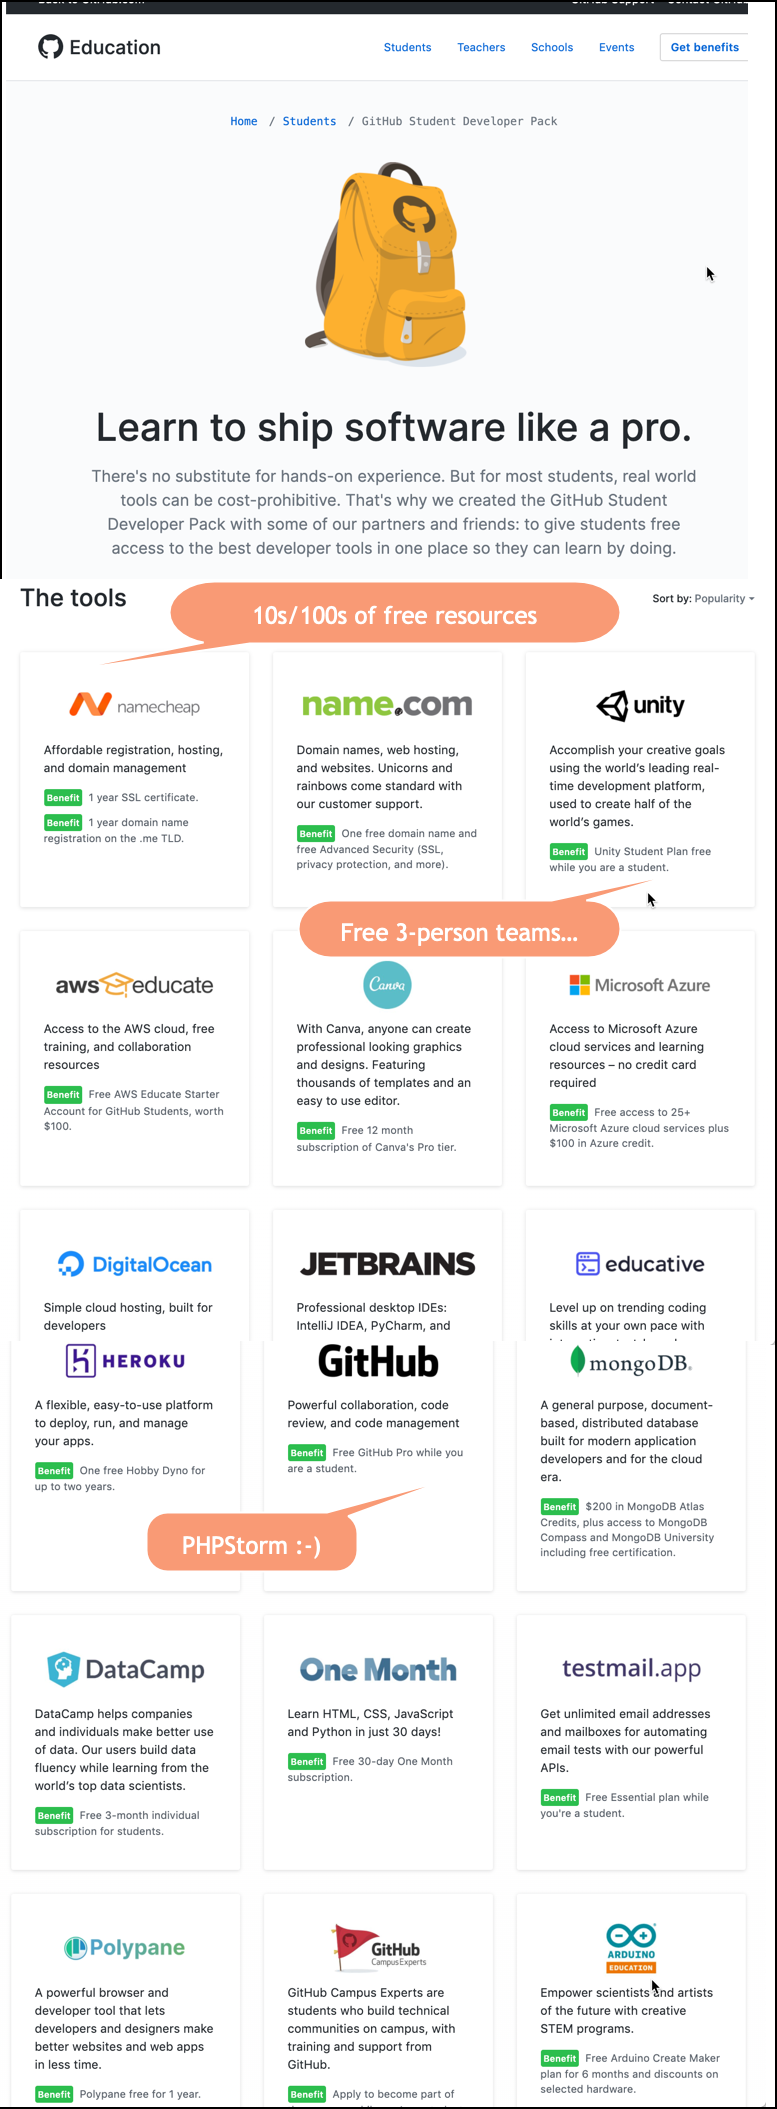 Education
Students Teachers Schools Events Get benefits
Home / Students / GitHub Student Developer Pack
Learn to ship software like a pro.
There's no substitute for hands-on experience. But for most students, real world
tools can be cost-prohibitive. That's why we created the GitHub Student
Developer Pack with some of our partners and friends: to give students free
access to the best developer tools in one place so they can learn by doing.
The tools
10s/100s of free resources
Sort by: Popularity
namecheap
Affordable registration, hosting,
and domain management
Benefit 1 year SSL certificate.
Benefit 1 year domain name
registration on the .me TLD.
name.com
Domain names, web hosting,
and websites. Unicorns and
rainbows come standard with
our customer support.
Benefit One free domain name and
free Advanced Security (SSL,
privacy protection, and more).
unity
Accomplish your creative goals
using the world's leading real-
time development platform,
used to create half of the
world's games.
Benefit Unity Student Plan free
while you are a student.
Free 3-person teams...
aws educate
Access to the AWS cloud, free
training, and collaboration
resources
Benefit Free AWS Educate Starter
Account for GitHub Students, worth
$100.
Canva
With Canva, anyone can create
professional looking graphics
and designs. Featuring
thousands of templates and an
easy to use editor.
Benefit Free 12 month
subscription of Canva's Pro tier.
Microsoft Azure
Access to Microsoft Azure
cloud services and learning
resources – no credit card
required
Benefit Free access to 25+
Microsoft Azure cloud services plus
$100 in Azure credit.
DigitalOcean
Simple cloud hosting, built for
developers
JETBRAINS
Professional desktop IDEs:
IntelliJ IDEA, PyCharm, and
educative
Level up on trending coding
skills at your own pace with
HEROKU
A flexible, easy-to-use platform
to deploy, run, and manage
your apps.
Benefit One free Hobby Dyno for
up to two years.
GitHub
Powerful collaboration, code
review, and code management
Benefit Free GitHub Pro while you
are a student.
PHPStorm :-)
mongoDB.
A general purpose, document-
based, distributed database
built for modern application
developers and for the cloud
era.
Benefit $200 in MongoDB Atlas
Credits, plus access to MongoDB
Compass and MongoDB University
including free certification.
DataCamp
DataCamp helps companies
and individuals make better use
of data. Our users build data
fluency while learning from the
world's top data scientists.
Benefit Free 3-month individual
subscription for students.
One Month
Learn HTML, CSS, JavaScript
and Python in just 30 days!
Benefit Free 30-day One Month
subscription.
testmail.app
Get unlimited email addresses
and mailboxes for automating
email tests with our powerful
APIs.
Benefit Free Essential plan while
you're a student.
Polypane
A powerful browser and
developer tool that lets
developers and designers make
better websites and web apps
in less time.
Benefit Polypane free for 1 year.
GitHub
Campus Experts
GitHub Campus Experts are
students who build technical
communities on campus, with
training and support from
GitHub.
Benefit Apply to become part of
ARDUINO
EDUCATION
Empower scientists and artists
of the future with creative
STEM programs.
Benefit Free Arduino Create Maker
plan for 6 months and discounts on
selected hardware.